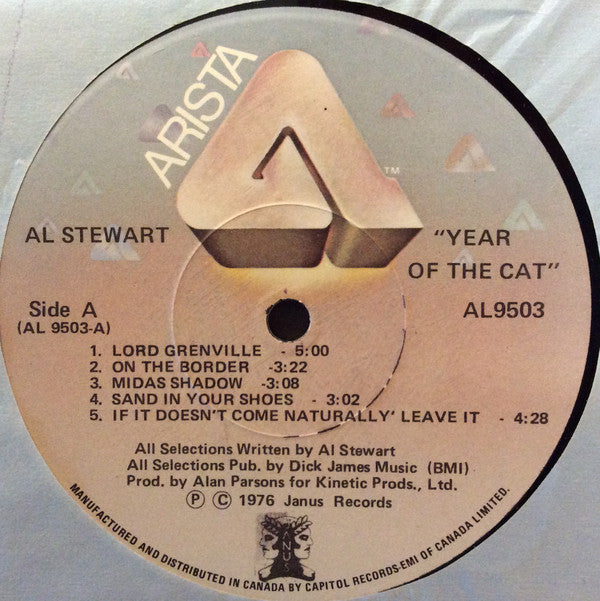 ARISTA
TM
AL STEWART
"YEAR
OF THE CAT"
Side A
(AL 9503-A)
AL9503
1. LORD GRENVILLE - 5:00
2. ON THE BORDER -3:22
3. MIDAS SHADOW -3:08
4. SAND IN YOUR SHOES - 3:02
5. IF IT DOESN'T COME NATURALLY' LEAVE IT - 4:28
All Selections Written by Al Stewart
All Selections Pub. by Dick James Music (BMI)
Prod. by Alan Parsons for Kinetic Prods., Ltd.
Ⓟ Ⓒ 1976 Janus Records
JANUS
MANUFACTURED AND DISTRIBUTED IN CANADA BY CAPITOL RECORDS-EMI OF CANADA LIMITED.